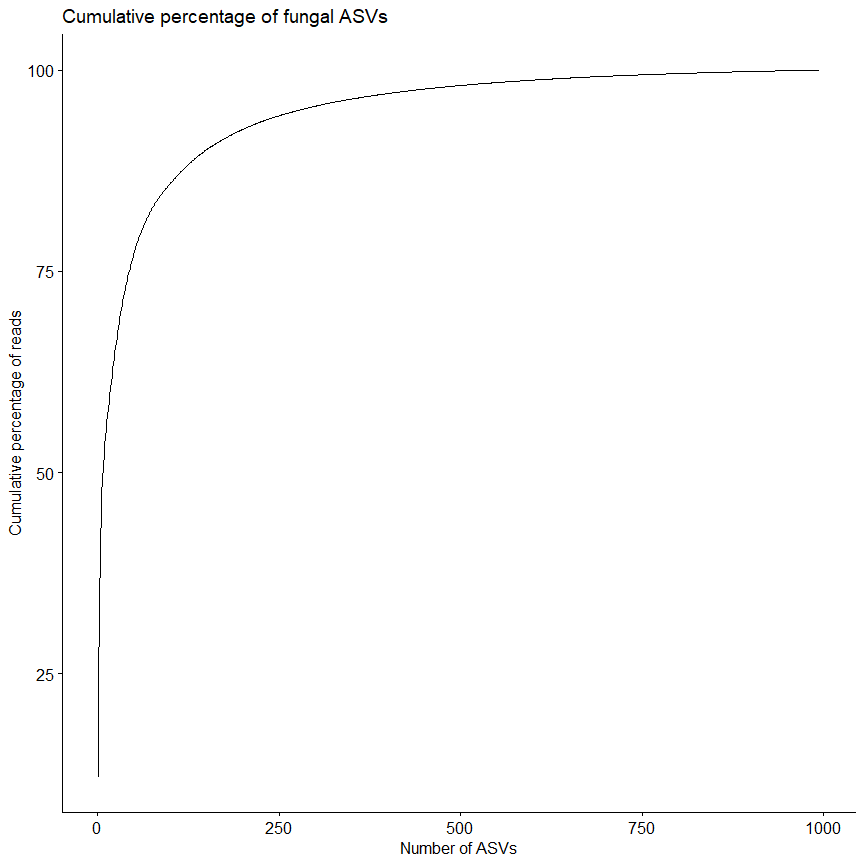 Cumulative percentage of fungal ASVs
100
75
50
25
Cumulative percentage of reads
0 250 500 750 1000
Number of ASVs